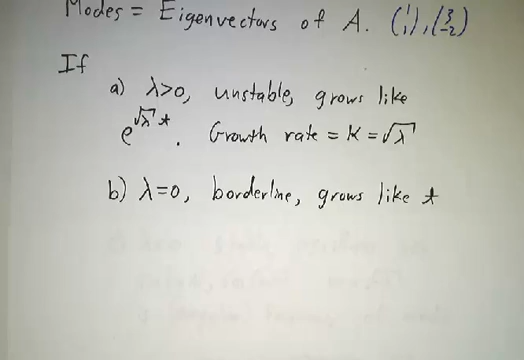 Modes = Eigenvectors of A. (1 1), (3 -2)
If
a) λ>0, unstable, grows like
e^√λ t. Growth rate = K = √λ
b) λ=0, borderline, grows like t